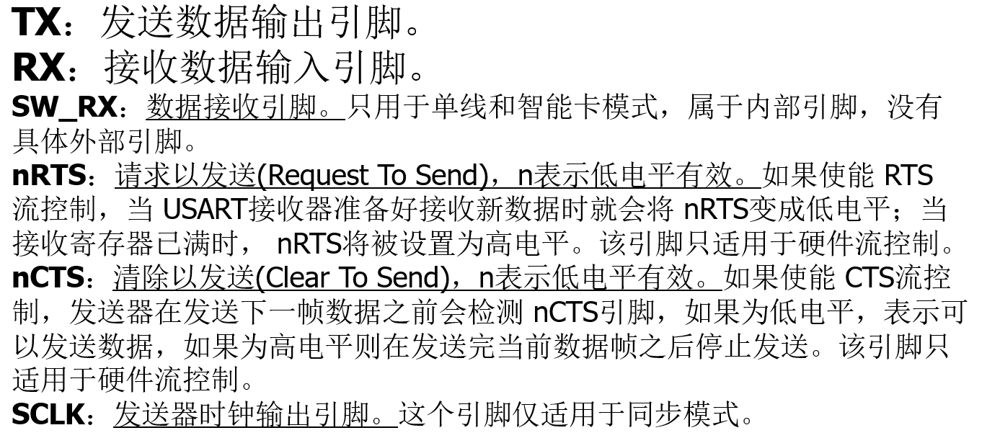 TX：发送数据输出引脚。
RX：接收数据输入引脚。
SW_RX：数据接收引脚。只用于单线和智能卡模式，属于内部引脚，没有
具体外部引脚。
nRTS：请求以发送(Request To Send)，n表示低电平有效。如果使能 RTS
流控制，当 USART接收器准备好接收新数据时就会将 nRTS变成低电平；当
接收寄存器已满时， nRTS将被设置为高电平。该引脚只适用于硬件流控制。
nCTS：清除以发送(Clear To Send)，n表示低电平有效。如果使能 CTS流控
制，发送器在发送下一帧数据之前会检测 nCTS引脚，如果为低电平，表示可
以发送数据，如果为高电平则在发送完当前数据帧之后停止发送。该引脚只
适用于硬件流控制。
SCLK：发送器时钟输出引脚。这个引脚仅适用于同步模式。